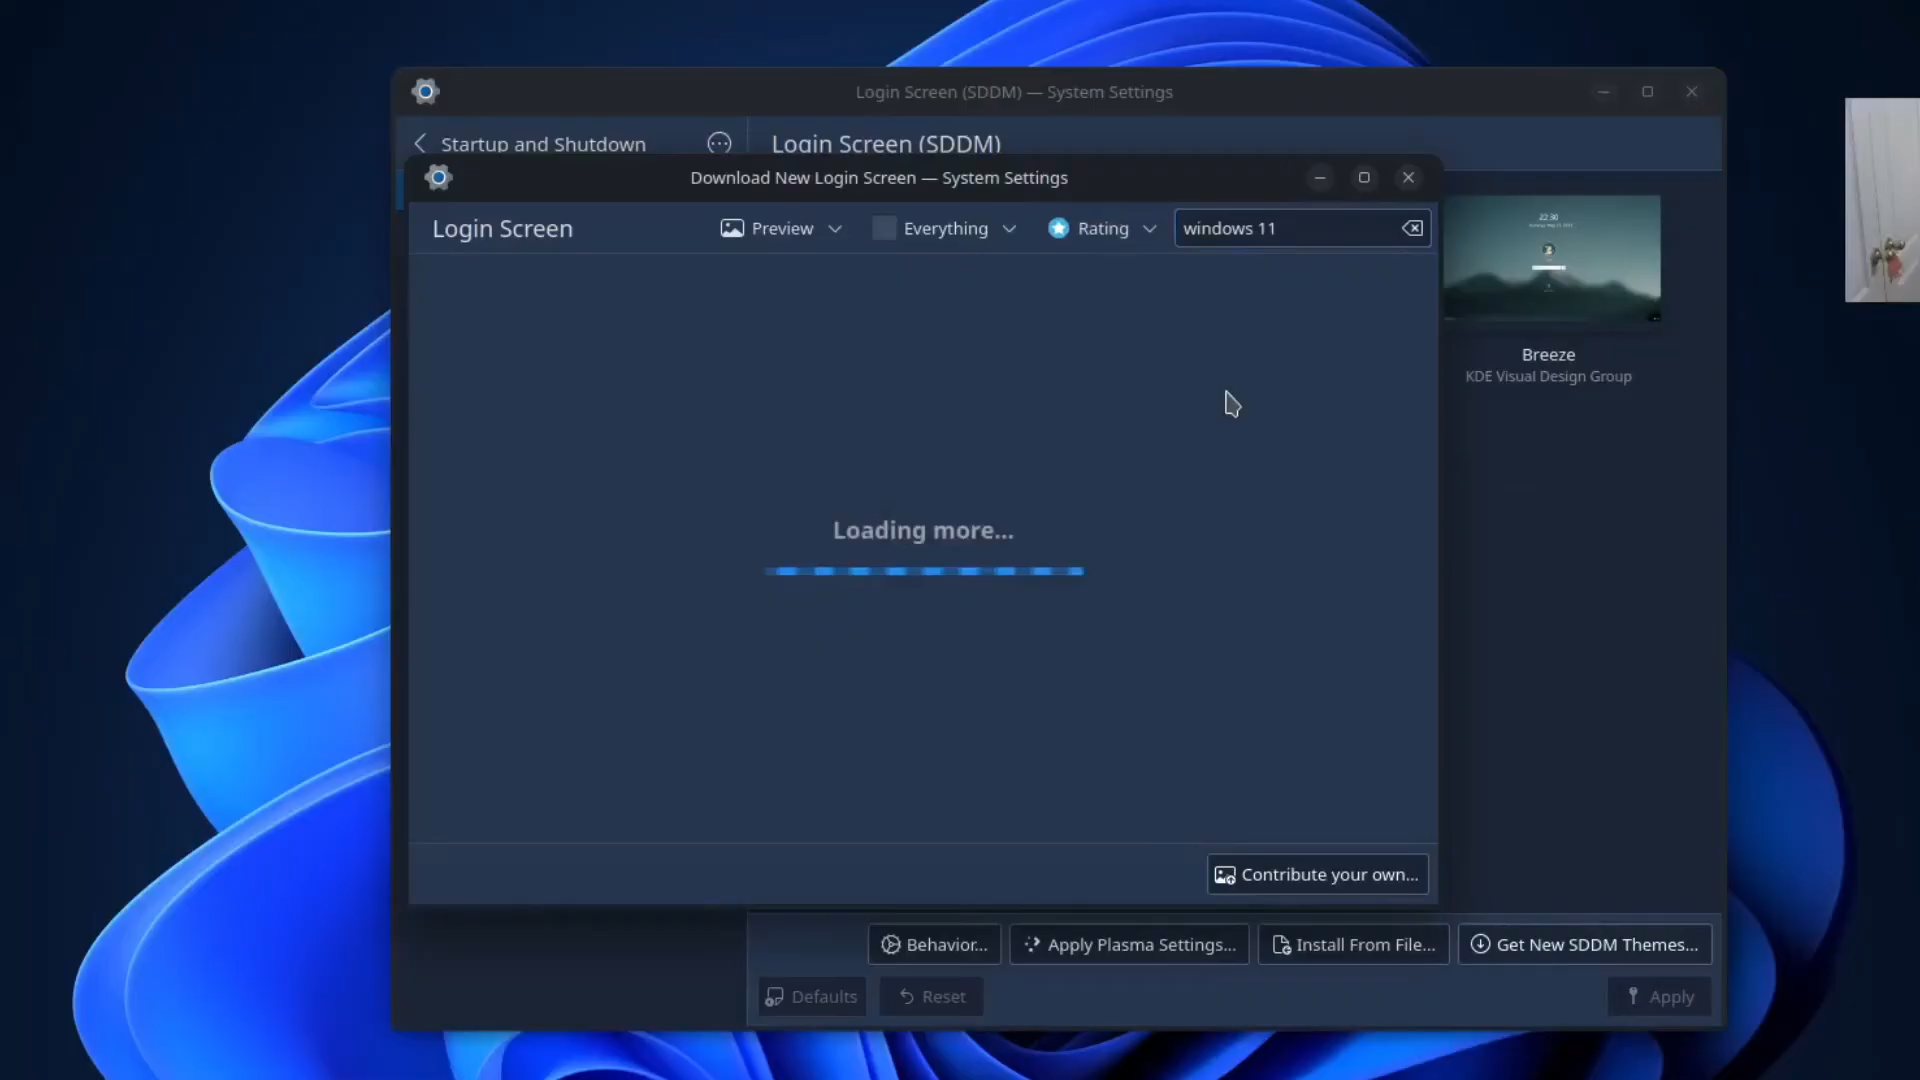 Login Screen (SDDM) — System Settings
Startup and Shutdown
Login Screen (SDDM)
Download New Login Screen — System Settings
Login Screen
Preview
Everything
Rating
windows 11
22:30
Breeze
KDE Visual Design Group
Loading more...
Contribute your own...
Behavior...
Apply Plasma Settings...
Install From File...
Get New SDDM Themes...
Defaults
Reset
Apply